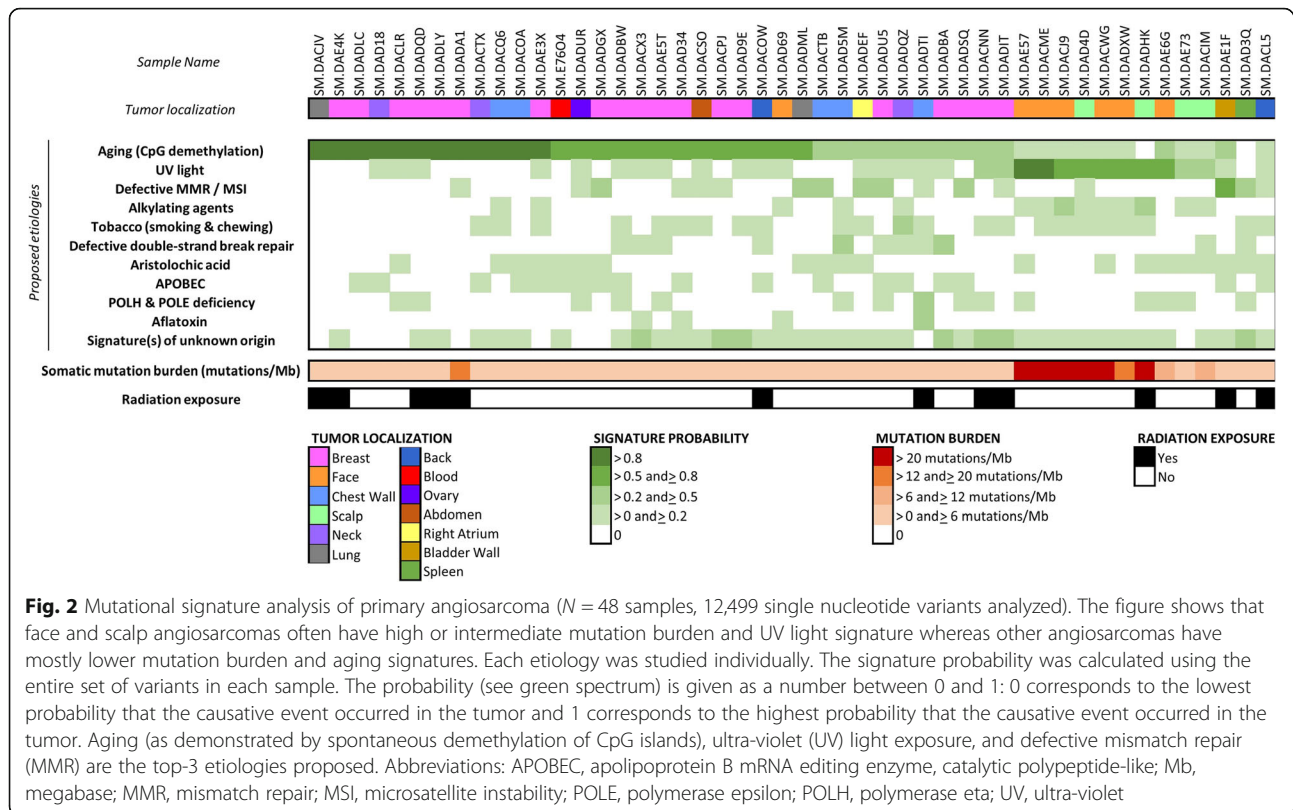 Sample Name
SM.DACJV SM.DAE4K SM.DADLC SM.DAD18 SM.DACLR SM.DADQD SM.DADLY SM.DADA1 SM.DACTX SM.DACQ6 SM.DACOA SM.DAE3X SM.E76O4 SM.DADUR SM.DADGX SM.DADBW SM.DACX3 SM.DAE5T SM.DAD34 SM.DACSO SM.DACPJ SM.DAD9E SM.DACOW SM.DAD69 SM.DADML SM.DACTB SM.DAD5M SM.DADEF SM.DADU5 SM.DADQZ SM.DADTI SM.DADBA SM.DADSQ SM.DACNN SM.DADIT SM.DAE57 SM.DACME SM.DACJ9 SM.DAD4D SM.DACWG SM.DADXW SM.DADHK SM.DAE6G SM.DAE73 SM.DACIM SM.DAE1F SM.DAD3Q SM.DACL5
Tumor localization
Proposed etiologies
Aging (CpG demethylation)
UV light
Defective MMR / MSI
Alkylating agents
Tobacco (smoking & chewing)
Defective double-strand break repair
Aristolochic acid
APOBEC
POLH & POLE deficiency
Aflatoxin
Signature(s) of unknown origin
Somatic mutation burden (mutations/Mb)
Radiation exposure
TUMOR LOCALIZATION
Breast
Face
Chest Wall
Scalp
Neck
Lung
Back
Blood
Ovary
Abdomen
Right Atrium
Bladder Wall
Spleen
SIGNATURE PROBABILITY
> 0.8
> 0.5 and ≥ 0.8
> 0.2 and ≥ 0.5
> 0 and ≥ 0.2
0
MUTATION BURDEN
> 20 mutations/Mb
> 12 and ≥ 20 mutations/Mb
> 6 and ≥ 12 mutations/Mb
> 0 and ≥ 6 mutations/Mb
0
RADIATION EXPOSURE
Yes
No
Fig. 2 Mutational signature analysis of primary angiosarcoma (N = 48 samples, 12,499 single nucleotide variants analyzed). The figure shows that
face and scalp angiosarcomas often have high or intermediate mutation burden and UV light signature whereas other angiosarcomas have
mostly lower mutation burden and aging signatures. Each etiology was studied individually. The signature probability was calculated using the
entire set of variants in each sample. The probability (see green spectrum) is given as a number between 0 and 1: 0 corresponds to the lowest
probability that the causative event occurred in the tumor and 1 corresponds to the highest probability that the causative event occurred in the
tumor. Aging (as demonstrated by spontaneous demethylation of CpG islands), ultra-violet (UV) light exposure, and defective mismatch repair
(MMR) are the top-3 etiologies proposed. Abbreviations: APOBEC, apolipoprotein B mRNA editing enzyme, catalytic polypeptide-like; Mb,
megabase; MMR, mismatch repair; MSI, microsatellite instability; POLE, polymerase epsilon; POLH, polymerase eta; UV, ultra-violet